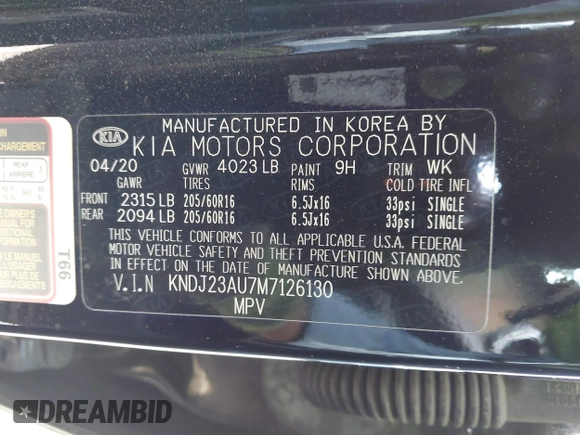 KIA
MANUFACTURED IN KOREA BY
KIA MOTORS CORPORATION
04/20 GVWR 4023 LB PAINT 9H TRIM WK
GAWR TIRES RIMS COLD TIRE INFL
FRONT 2315 LB 205/60R16 6.5Jx16 33psi SINGLE
REAR 2094 LB 205/60R16 6.5Jx16 33psi SINGLE
THIS VEHICLE CONFORMS TO ALL APPLICABLE U.S.A. FEDERAL
MOTOR VEHICLE SAFETY AND THEFT PREVENTION STANDARDS
IN EFFECT ON THE DATE OF MANUFACTURE SHOWN ABOVE.
V.I.N KNDJ23AU7M7126130
MPV
CHARGEMENT
REAR
ARRIERE
T66
DREAMBID